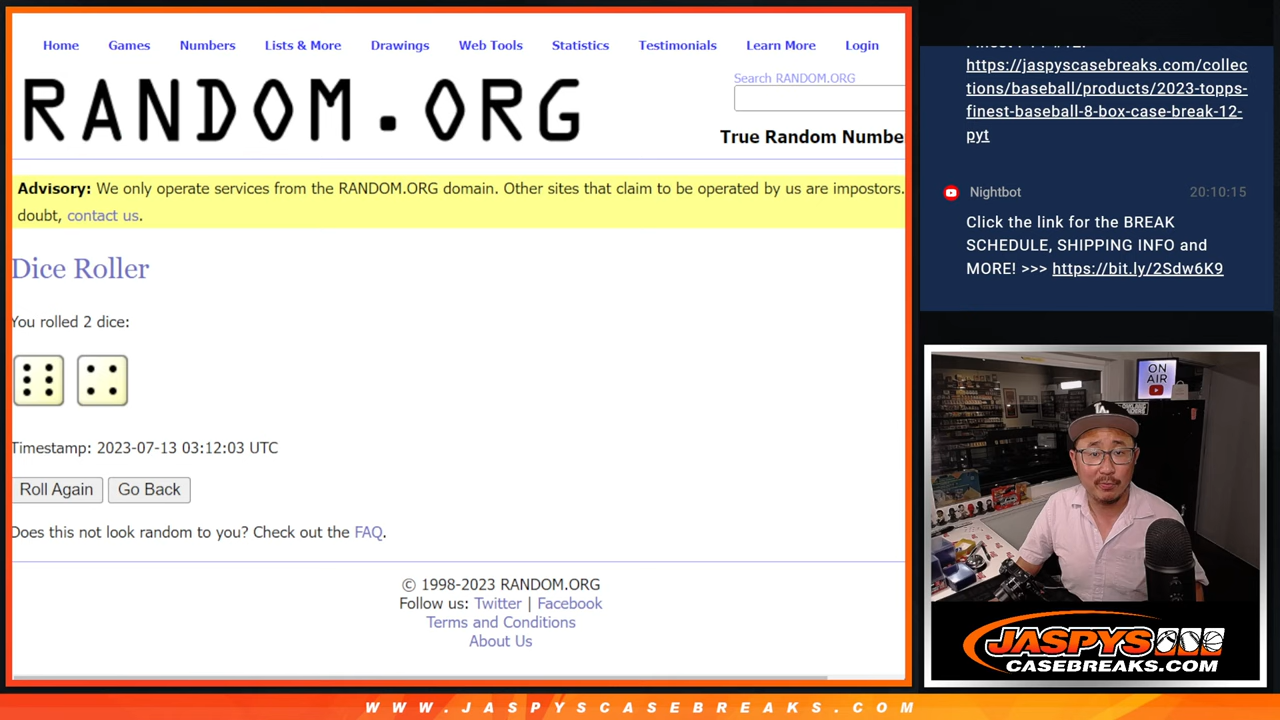 Home Games Numbers Lists & More Drawings Web Tools Statistics Testimonials Learn More Login
RANDOM.ORG
Search RANDOM.ORG
True Random Numbe
Advisory: We only operate services from the RANDOM.ORG domain. Other sites that claim to be operated by us are impostors.
doubt, contact us.
Dice Roller
You rolled 2 dice:
Timestamp: 2023-07-13 03:12:03 UTC
Roll Again Go Back
Does this not look random to you? Check out the FAQ.
© 1998-2023 RANDOM.ORG
Follow us: Twitter | Facebook
Terms and Conditions
About Us
https://jaspyscasebreaks.com/collec
tions/baseball/products/2023-topps-
finest-baseball-8-box-case-break-12-
pyt
Nightbot 20:10:15
Click the link for the BREAK
SCHEDULE, SHIPPING INFO and
MORE! >>> https://bit.ly/2Sdw6K9
ON
AIR
LA
JASPYS
CASEBREAKS.COM
WWW.JASPYSCASEBREAKS.COM